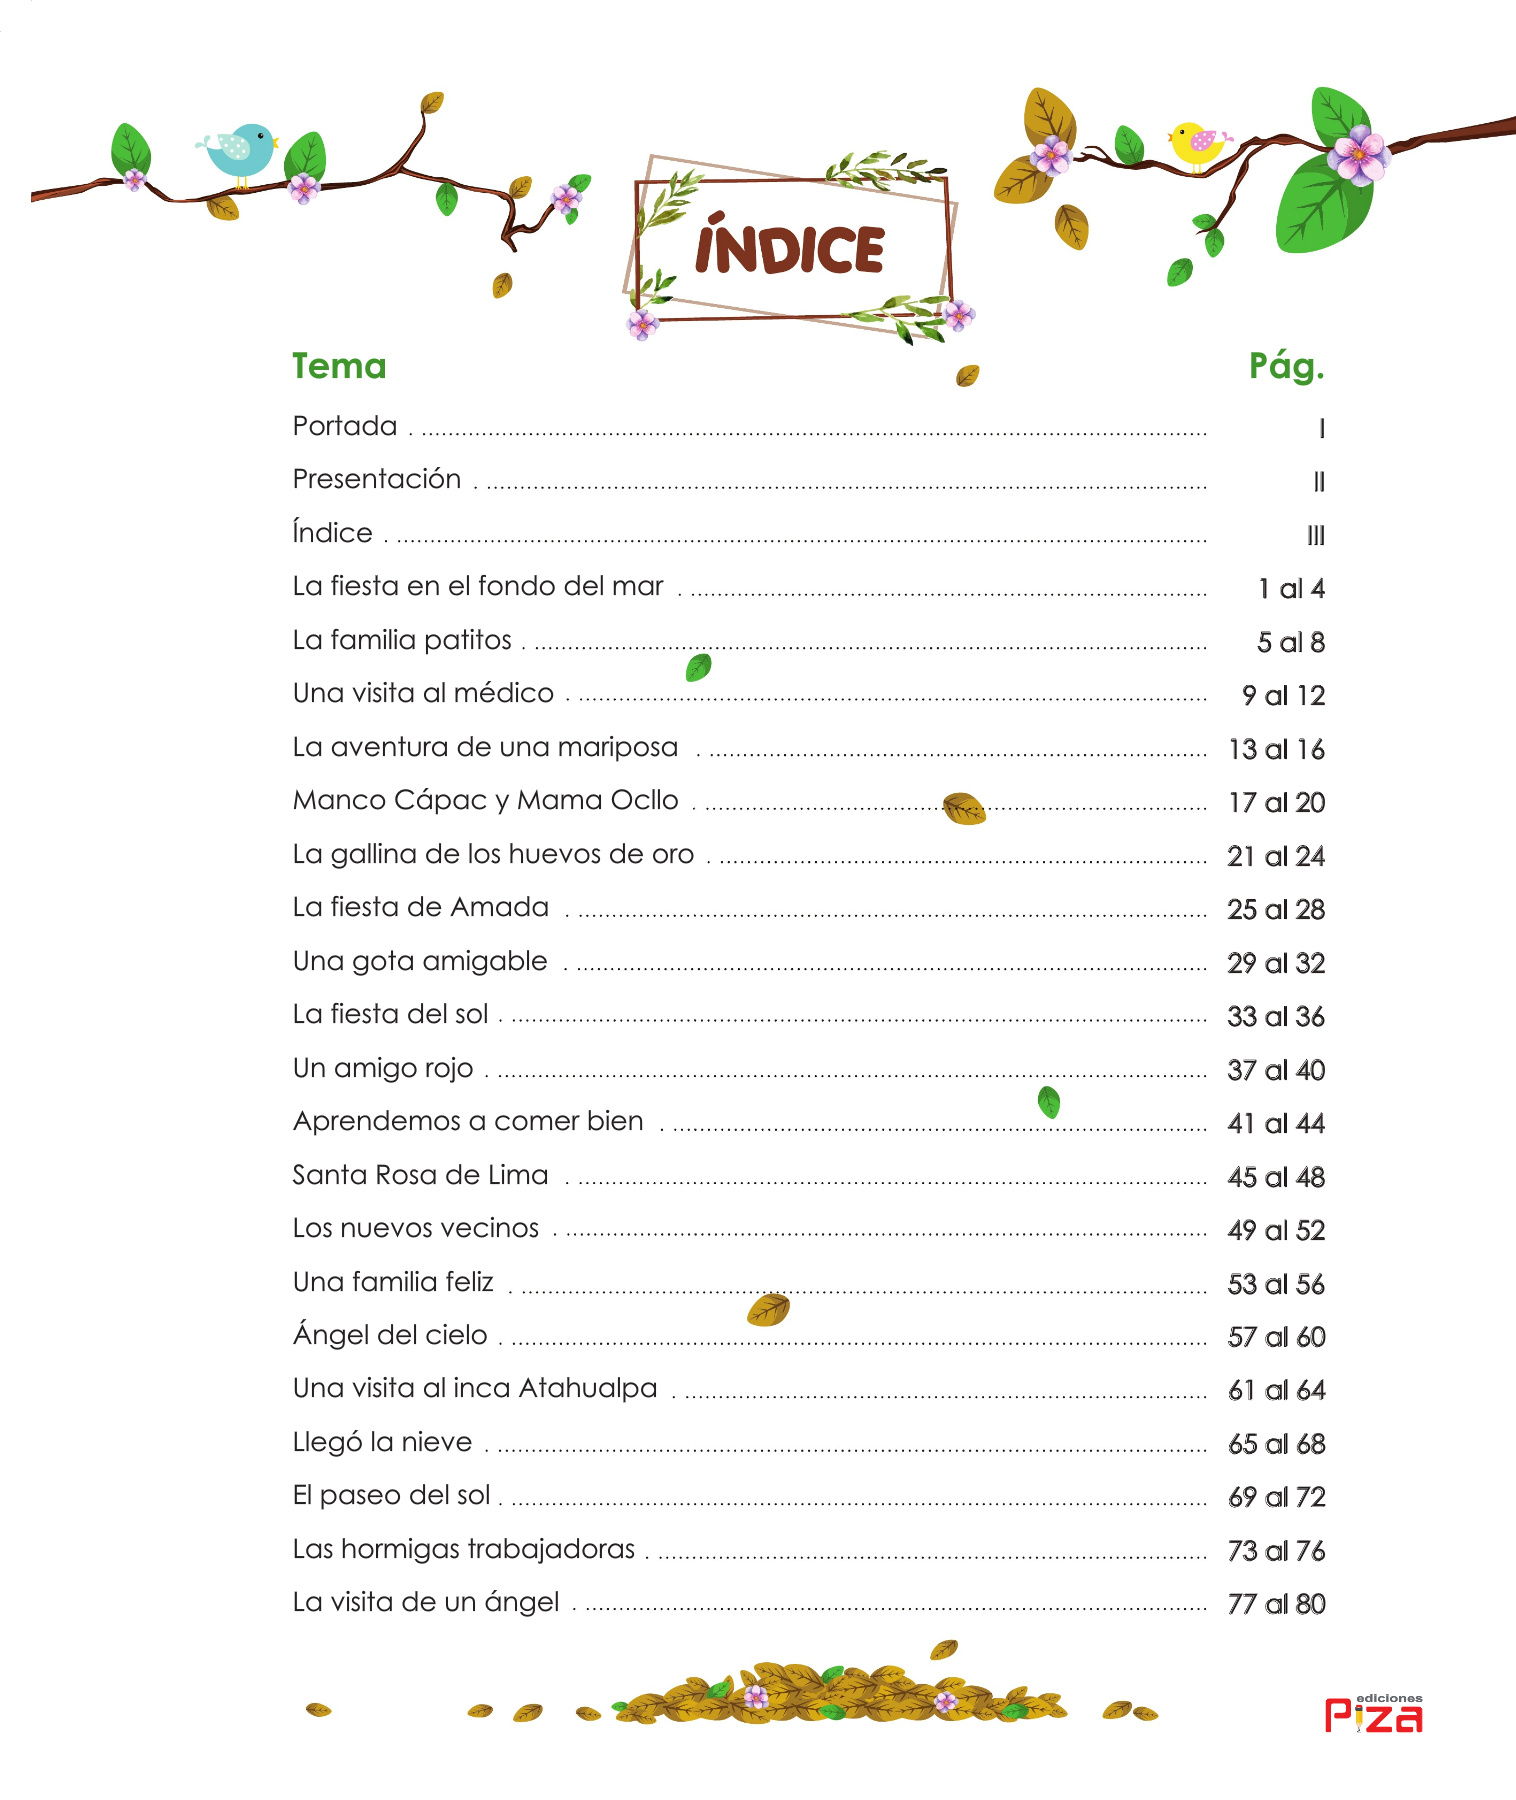 ÍNDICE
Tema Pág.
Portada I
Presentación II
Índice III
La fiesta en el fondo del mar 1 al 4
La familia patitos 5 al 8
Una visita al médico 9 al 12
La aventura de una mariposa 13 al 16
Manco Cápac y Mama Ocllo 17 al 20
La gallina de los huevos de oro 21 al 24
La fiesta de Amada 25 al 28
Una gota amigable 29 al 32
La fiesta del sol 33 al 36
Un amigo rojo 37 al 40
Aprendemos a comer bien 41 al 44
Santa Rosa de Lima 45 al 48
Los nuevos vecinos 49 al 52
Una familia feliz 53 al 56
Ángel del cielo 57 al 60
Una visita al inca Atahualpa 61 al 64
Llegó la nieve 65 al 68
El paseo del sol 69 al 72
Las hormigas trabajadoras 73 al 76
La visita de un ángel 77 al 80
ediciones
Piza